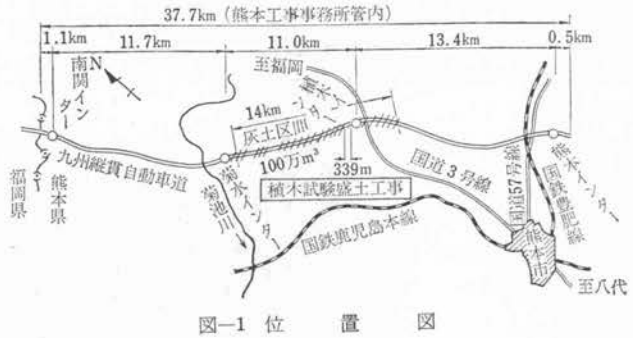 37.7km (熊本工事事務所管内)
1.1km
11.7km
11.0km
13.4km
0.5km
南関インター
N
至福岡
植木インター
14km
灰土区間
100万m³
339m
植木試験盛土工事
九州縦貫自動車道
福岡県
熊本県
菊池川
菊水インター
国道3号線
国道57号線
国鉄豊肥線
熊本インター
国鉄鹿児島本線
熊本市
至八代
図-1 位置図